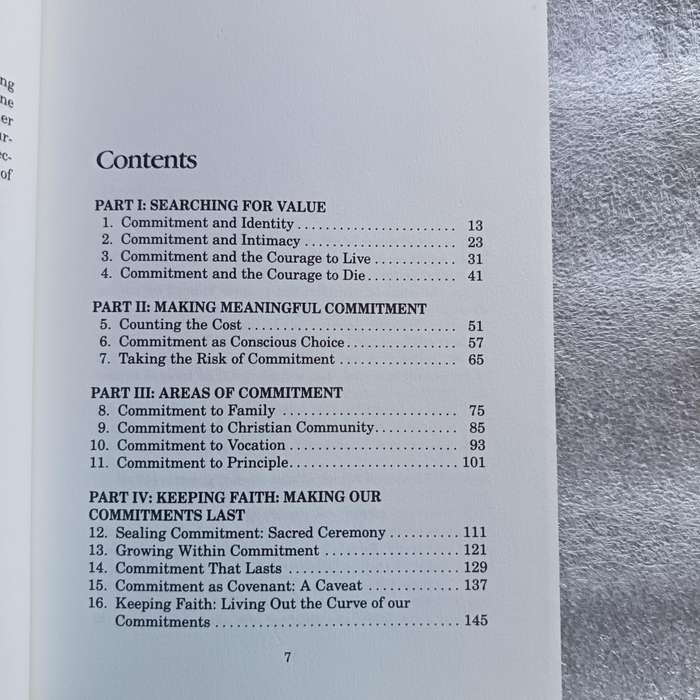 ng
ne
er
ar-
ec-
of
Contents
PART I: SEARCHING FOR VALUE
1. Commitment and Identity ....................... 13
2. Commitment and Intimacy ...................... 23
3. Commitment and the Courage to Live ............ 31
4. Commitment and the Courage to Die............. 41
PART II: MAKING MEANINGFUL COMMITMENT
5. Counting the Cost .............................. 51
6. Commitment as Conscious Choice................ 57
7. Taking the Risk of Commitment ................. 65
PART III: AREAS OF COMMITMENT
8. Commitment to Family ......................... 75
9. Commitment to Christian Community............ 85
10. Commitment to Vocation ........................ 93
11. Commitment to Principle........................ 101
PART IV: KEEPING FAITH: MAKING OUR
COMMITMENTS LAST
12. Sealing Commitment: Sacred Ceremony .......... 111
13. Growing Within Commitment ................... 121
14. Commitment That Lasts ........................ 129
15. Commitment as Covenant: A Caveat ............. 137
16. Keeping Faith: Living Out the Curve of our
Commitments ................................... 145
7